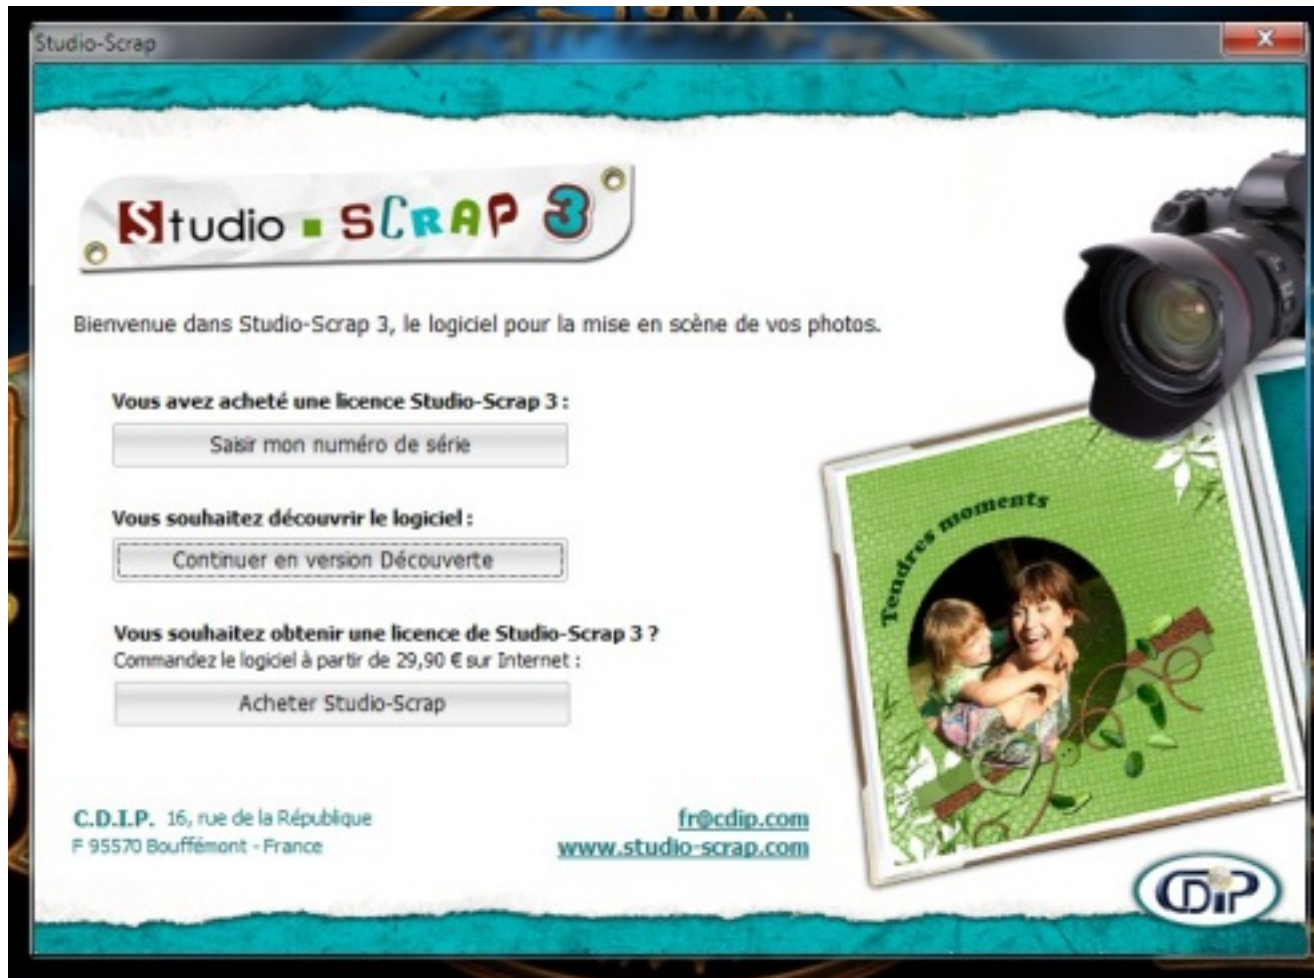 Studio-Scrap
Studio SCRAP 3
Bienvenue dans Studio-Scrap 3, le logiciel pour la mise en scène de vos photos.
Vous avez acheté une licence Studio-Scrap 3 :
Saisir mon numéro de série
Vous souhaitez découvrir le logiciel :
Continuer en version Découverte
Vous souhaitez obtenir une licence de Studio-Scrap 3 ?
Commandez le logiciel à partir de 29,90 € sur Internet :
Acheter Studio-Scrap
Tendres moments
C.D.I.P. 16, rue de la République
F 95570 Bouffémont - France
fr@cdip.com
www.studio-scrap.com
CDIP